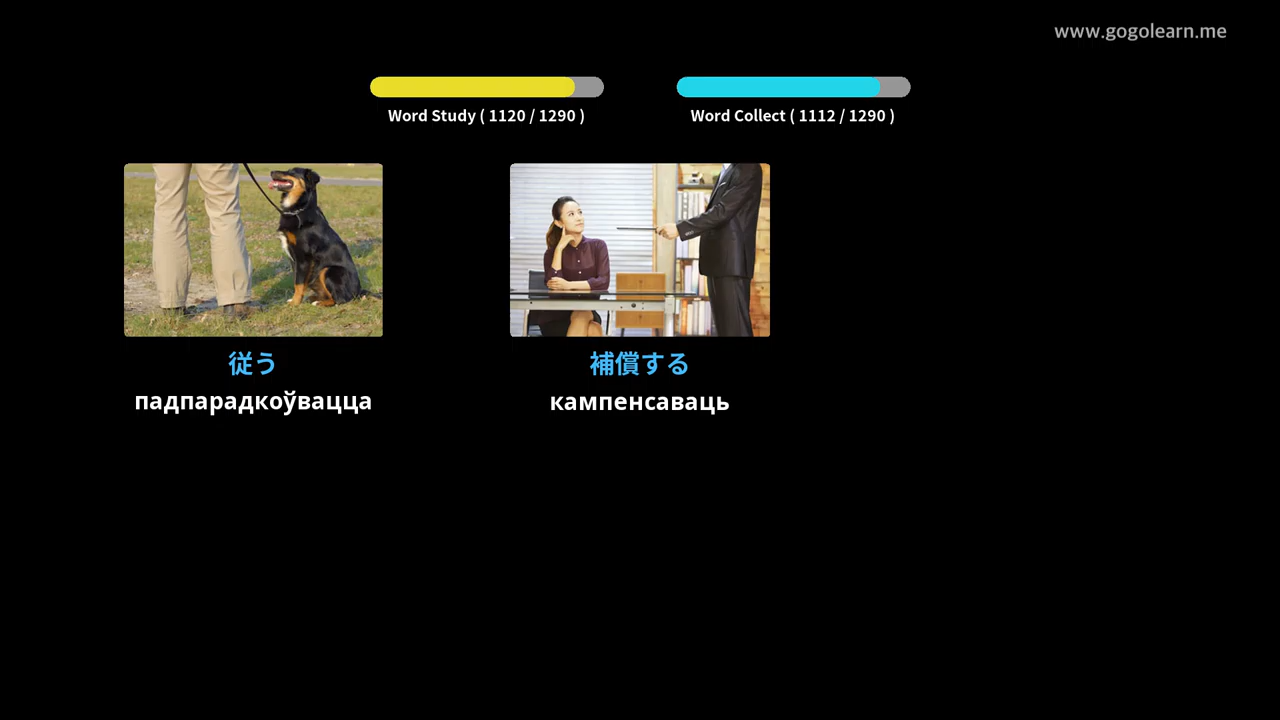 www.gogolearn.me
Word Study ( 1120 / 1290 )
Word Collect ( 1112 / 1290 )
従う
補償する
падпарадкоўвацца
кампенсаваць